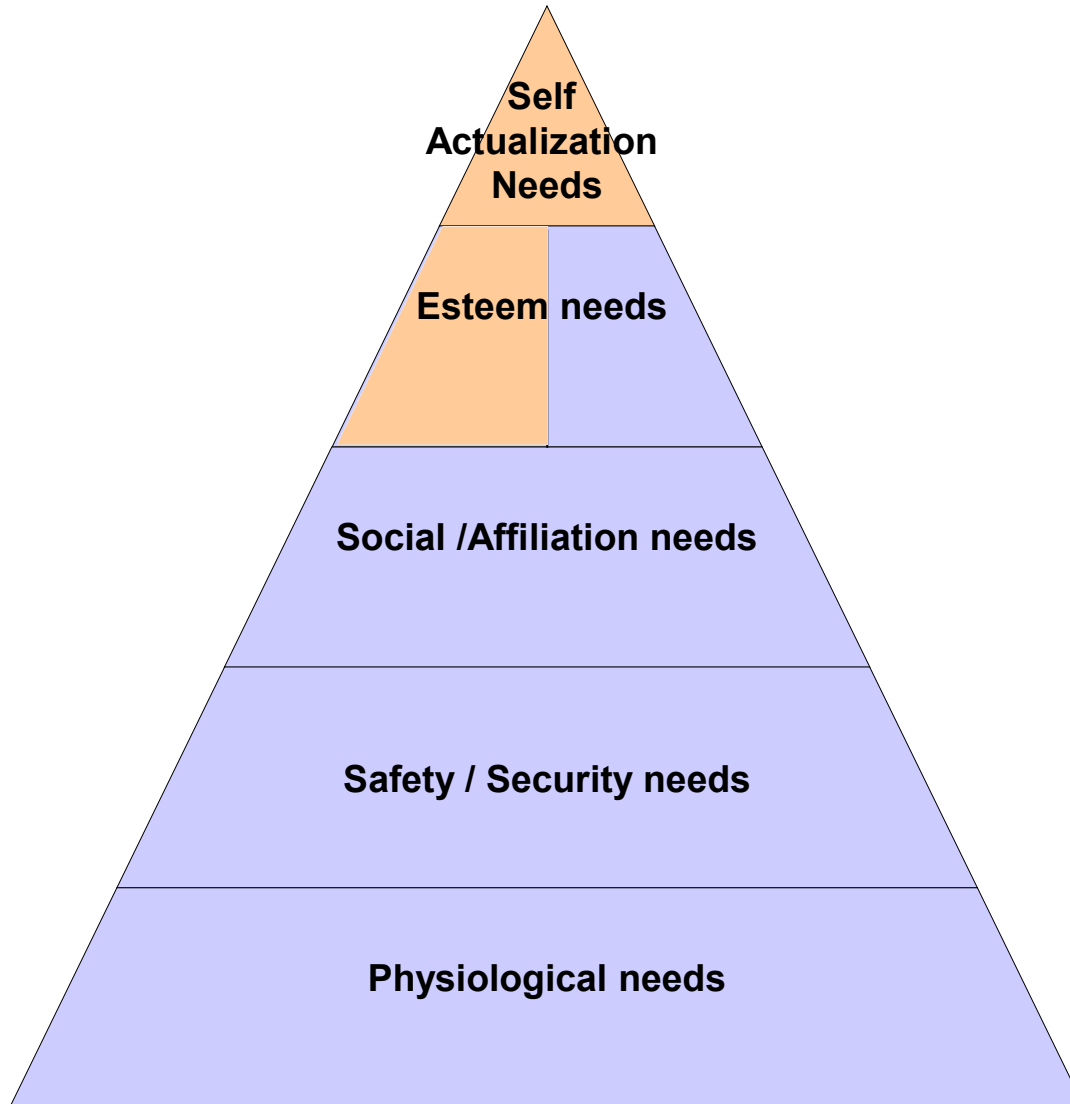 Self
Actualization
Needs
Esteem needs
Social /Affiliation needs
Safety / Security needs
Physiological needs